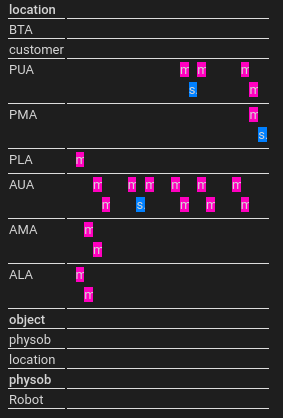 location
BTA
customer
PUA m m m
s. m
PMA m
s.
PLA m
AUA m m m m m m
m s. m m m
AMA m
m
ALA m
m
object
physob
location
physob
Robot